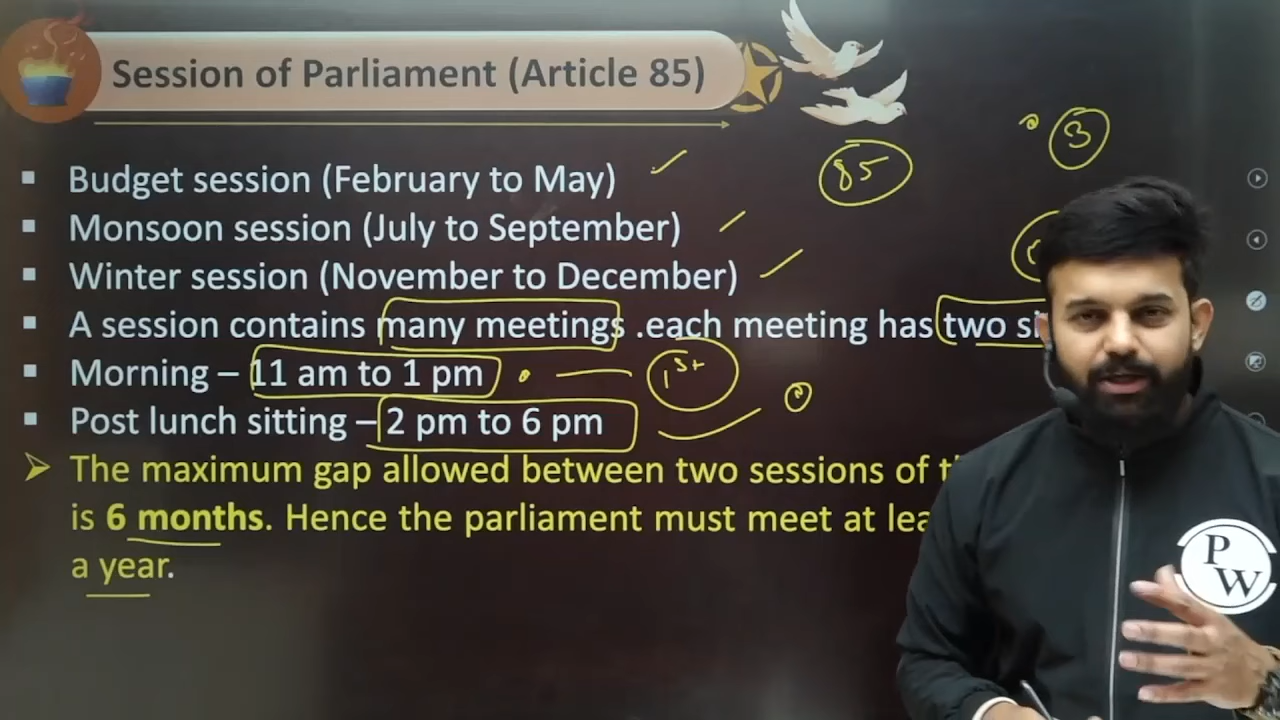 Session of Parliament (Article 85)
3
85
Budget session (February to May)
Monsoon session (July to September)
Winter session (November to December)
A session contains many meetings .each meeting has two
Morning – 11 am to 1 pm
1st
Post lunch sitting – 2 pm to 6 pm
The maximum gap allowed between two sessions of
is 6 months. Hence the parliament must meet at
a year.
P
W